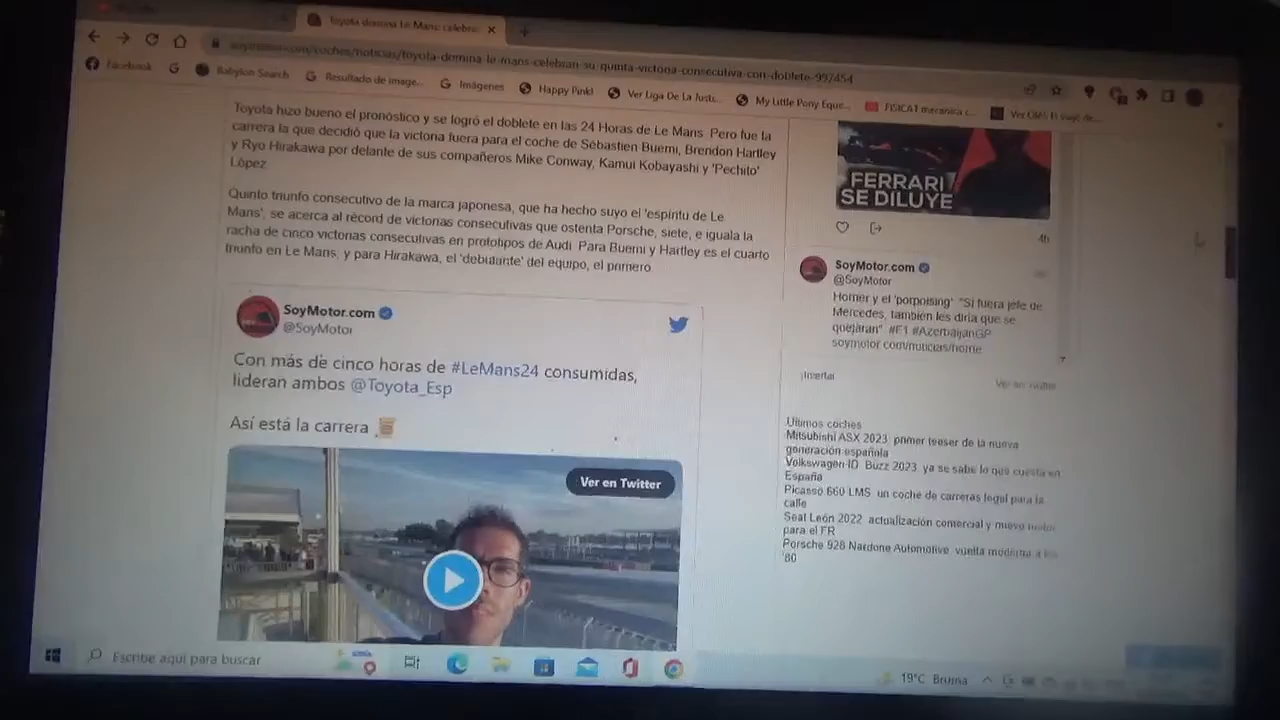 Toyota domina Le Mans celebra
soymotor.com/coches/noticias/toyota-domina-le-mans-celebran-su-quinta-victoria-consecutiva-con-doblete-997454
Facebook
Babylon Search
Resultado de image...
Imágenes
Happy Pinki
Ver Liga De La Justi...
My Little Pony Eque...
FISICA I mecanica c...
Toyota hizo bueno el pronóstico y se logró el doblete en las 24 Horas de Le Mans. Pero fue la
carrera la que decidió que la victoria fuera para el coche de Sébastien Buemi, Brendon Hartley
y Ryo Hirakawa por delante de sus compañeros Mike Conway, Kamui Kobayashi y 'Pechito'
López
Quinto triunfo consecutivo de la marca japonesa, que ha hecho suyo el 'espíritu de Le
Mans', se acerca al récord de victorias consecutivas que ostenta Porsche, siete, e iguala la
racha de cinco victorias consecutivas en prototipos de Audi. Para Buemi y Hartley es el cuarto
triunfo en Le Mans, y para Hirakawa, el 'debutante' del equipo, el primero.
SoyMotor.com
@SoyMotor
Con más de cinco horas de #LeMans24 consumidas,
lideran ambos @Toyota_Esp
Así está la carrera
Ver en Twitter
FERRARI
SE DILUYE
4h
SoyMotor.com
@SoyMotor
Horner y el 'porpoising' "Si fuera jefe de
Mercedes, también les diría que se
quejaran" #F1 #AzerbaijanGP
soymotor.com/noticias/horne
Insertar
Ver en Twitter
Últimos coches
Mitsubishi ASX 2023: primer teaser de la nueva
generación española
Volkswagen ID. Buzz 2023: ya se sabe lo que cuesta en
España
Picasso 660 LMS: un coche de carreras legal para la
calle
Seat León 2022: actualización comercial y nuevo motor
para el FR
Porsche 928 Nardone Automotive: vuelta moderna a los
'80
Escribe aquí para buscar
19°C Bruma